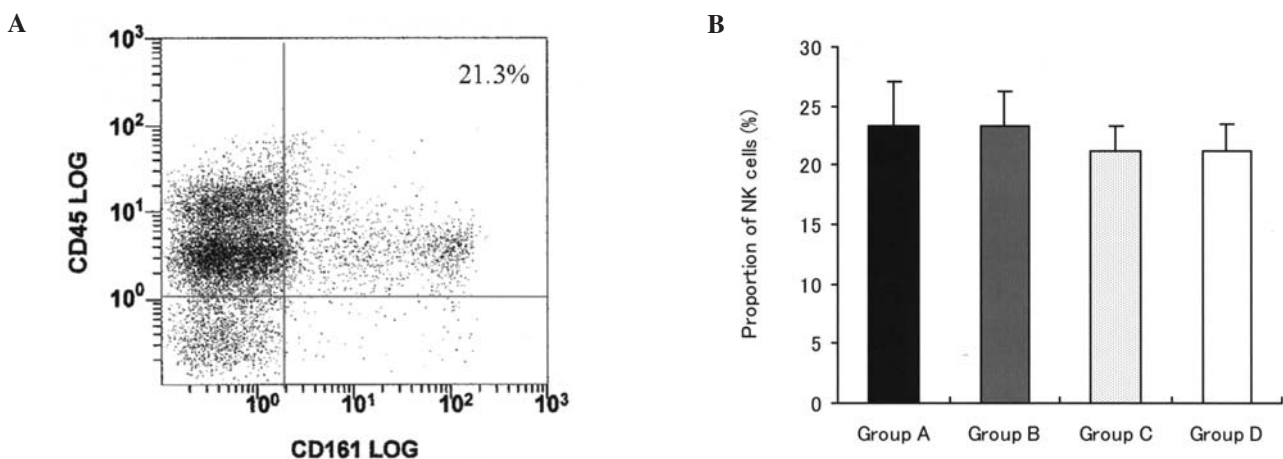 A
10³
10²
10¹
10⁰
CD45 LOG
21.3%
10⁰ 10¹ 10² 10³
CD161 LOG
B
Proportion of NK cells (%)
30
25
20
15
10
5
0
Group A Group B Group C Group D